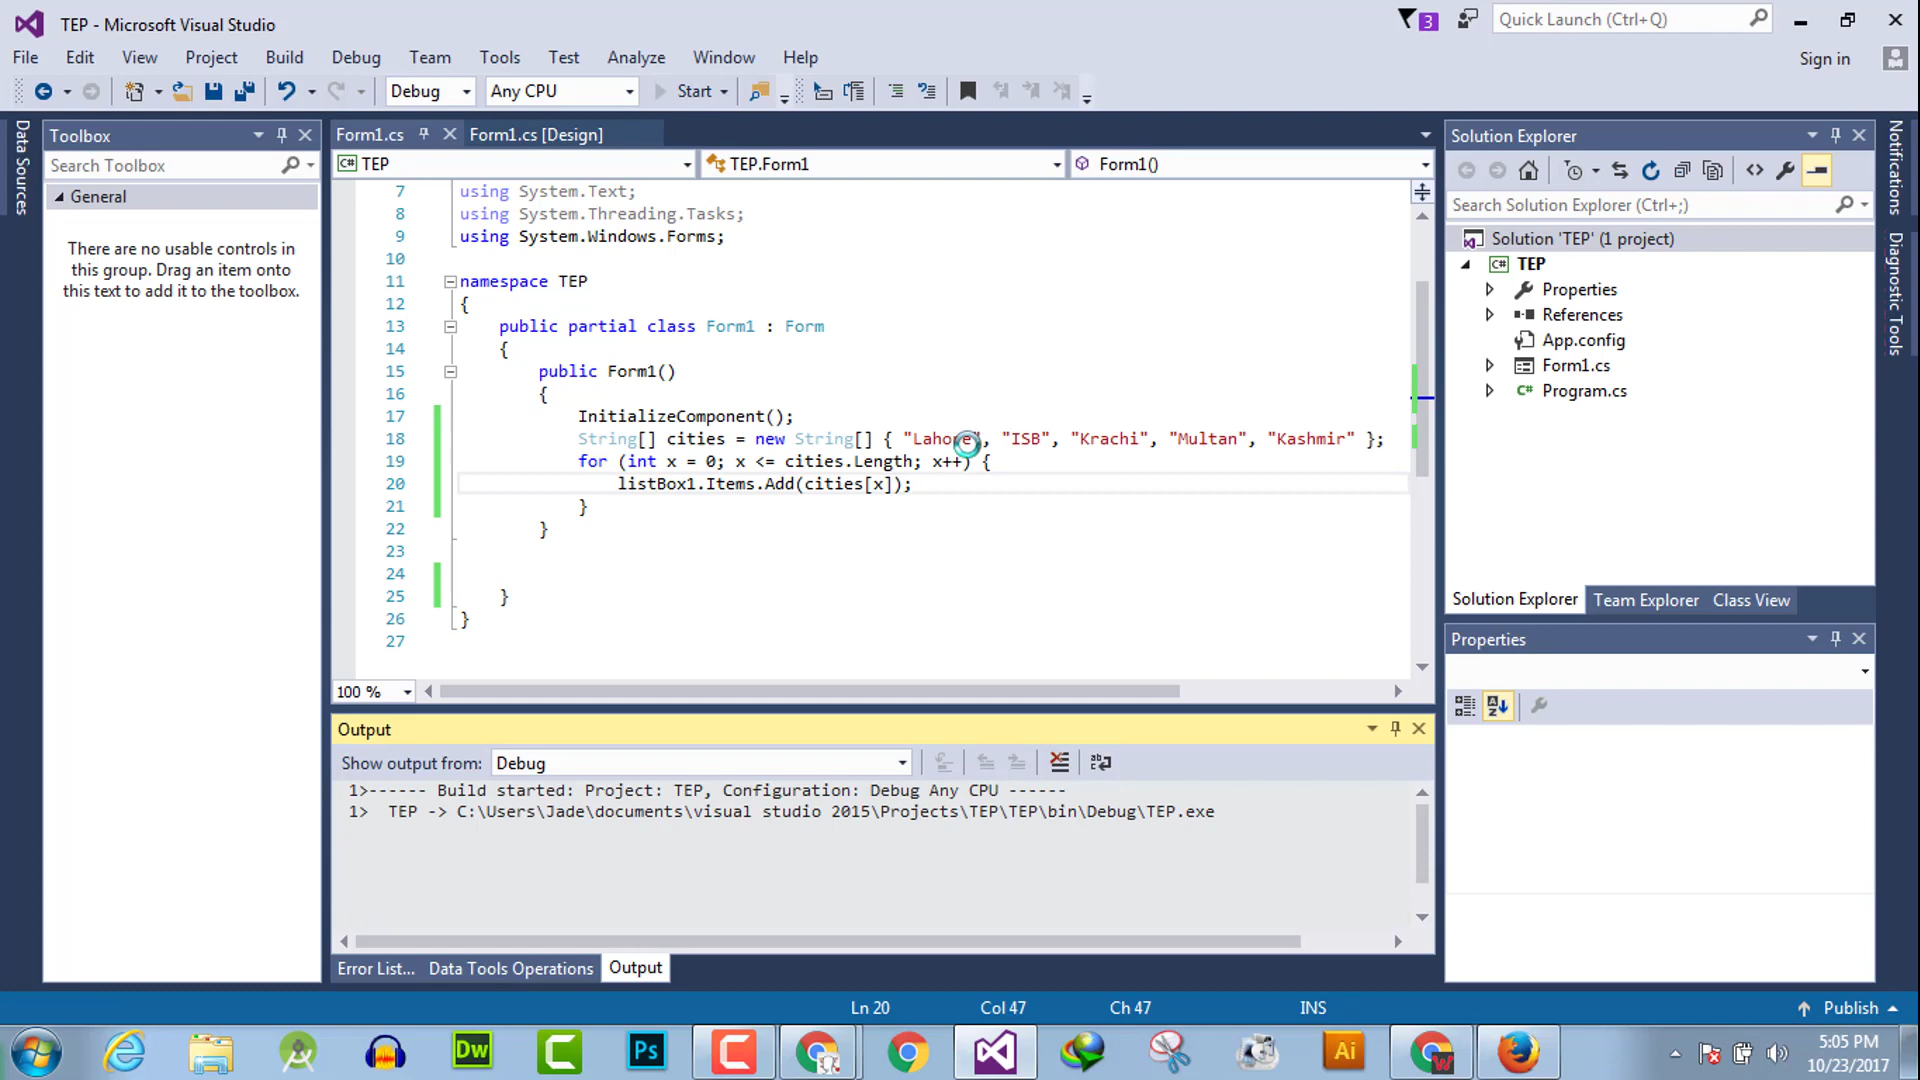 TEP - Microsoft Visual Studio
3
Quick Launch (Ctrl+Q)
File Edit View Project Build Debug Team Tools Test Analyze Window Help
Sign in
Debug Any CPU Start
Data Sources
Toolbox
Search Toolbox
General
There are no usable controls in
this group. Drag an item onto
this text to add it to the toolbox.
Form1.cs Form1.cs [Design]
C# TEP TEP.Form1 Form1()
7 using System.Text;
8 using System.Threading.Tasks;
9 using System.Windows.Forms;
10
11 namespace TEP
12 {
13 public partial class Form1 : Form
14 {
15 public Form1()
16 {
17 InitializeComponent();
18 String[] cities = new String[] { "Lahore", "ISB", "Krachi", "Multan", "Kashmir" };
19 for (int x = 0; x <= cities.Length; x++) {
20 listBox1.Items.Add(cities[x]);
21 }
22 }
23
24
25 }
26 }
27
100 %
Output
Show output from: Debug
1>------ Build started: Project: TEP, Configuration: Debug Any CPU ------
1> TEP -> C:\Users\Jade\documents\visual studio 2015\Projects\TEP\TEP\bin\Debug\TEP.exe
Error List... Data Tools Operations Output
Solution Explorer
Search Solution Explorer (Ctrl+;)
Solution 'TEP' (1 project)
C# TEP
Properties
References
App.config
Form1.cs
C# Program.cs
Solution Explorer Team Explorer Class View
Properties
Notifications
Diagnostic Tools
Ln 20 Col 47 Ch 47 INS Publish
Dw Ps Ai
5:05 PM
10/23/2017